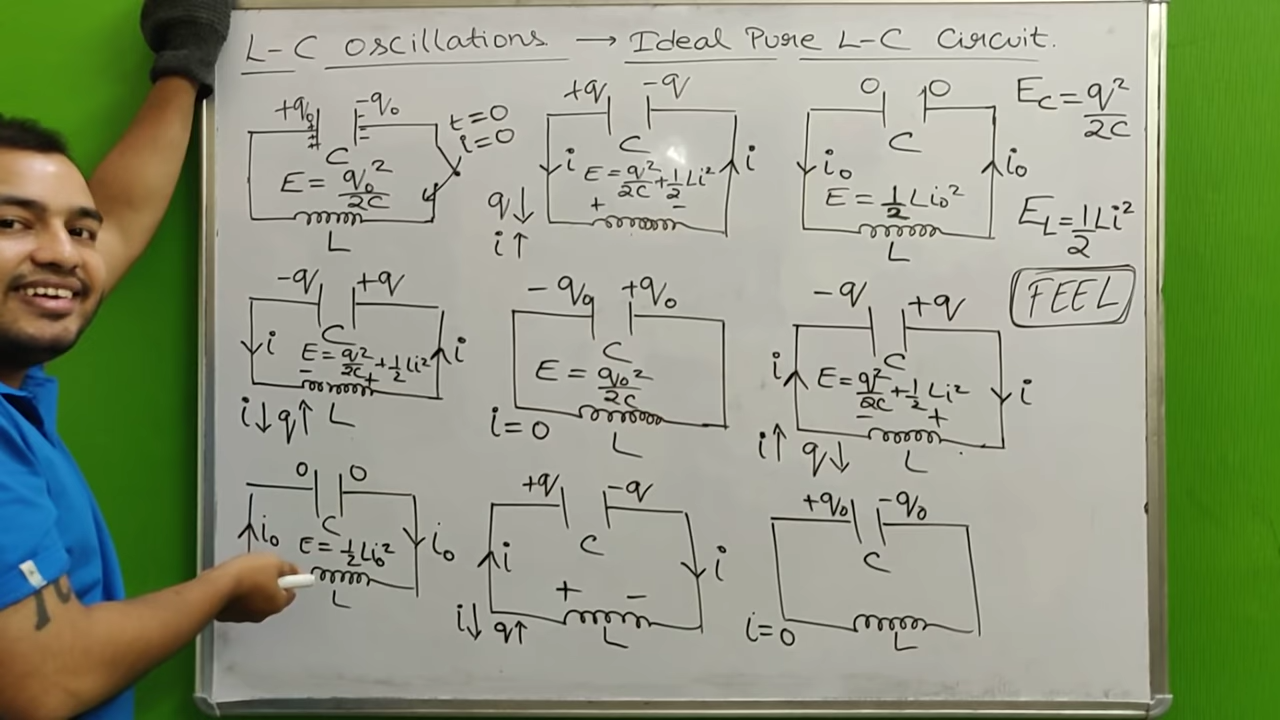 L-C Oscillations → Ideal Pure L-C Circuit.
+q₀ -q₀
t=0
i=0
C
E = q₀²/2C
L
+q -q
C
i i
E = q²/2C + 1/2 Li²
+ -
q↓
i↑
0 0
C
i₀ i₀
E = 1/2 Li₀²
L
E_C = q²/2C
E_L = 1/2 Li²
FEEL
-q +q
C
i i
E = q²/2C + 1/2 Li²
- +
i↓ q↑ L
-q₀ +q₀
C
E = q₀²/2C
i=0
L
-q +q
C
i i
E = q²/2C + 1/2 Li²
- +
i↑ q↓ L
0 0
C
i₀ i₀
E = 1/2 Li₀²
L
+q -q
C
i i
+ -
i↓ q↑ L
+q₀ -q₀
C
i=0
L